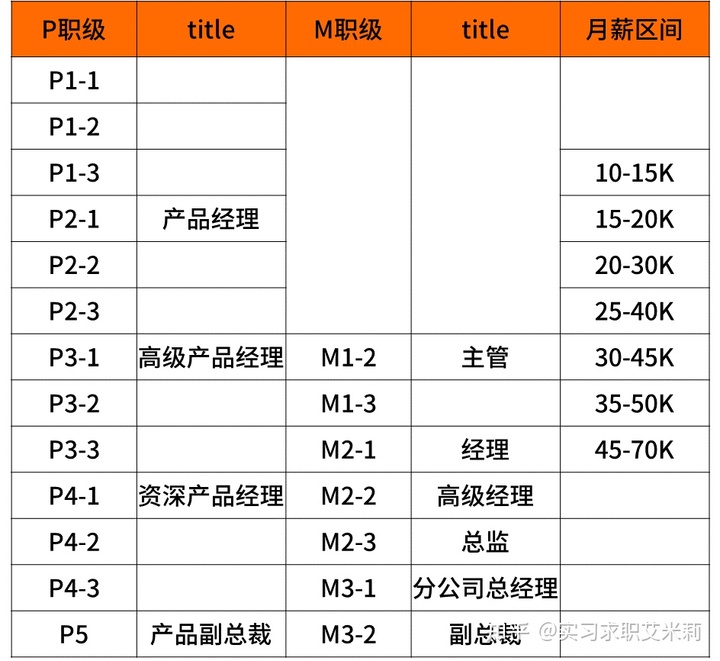 P职级 title M职级 title 月薪区间
P1-1
P1-2
P1-3 10-15K
P2-1 产品经理 15-20K
P2-2 20-30K
P2-3 25-40K
P3-1 高级产品经理 M1-2 主管 30-45K
P3-2 M1-3 35-50K
P3-3 M2-1 经理 45-70K
P4-1 资深产品经理 M2-2 高级经理
P4-2 M2-3 总监
P4-3 M3-1 分公司总经理
P5 产品副总裁 M3-2 副总裁
知乎 @实习求职艾米莉